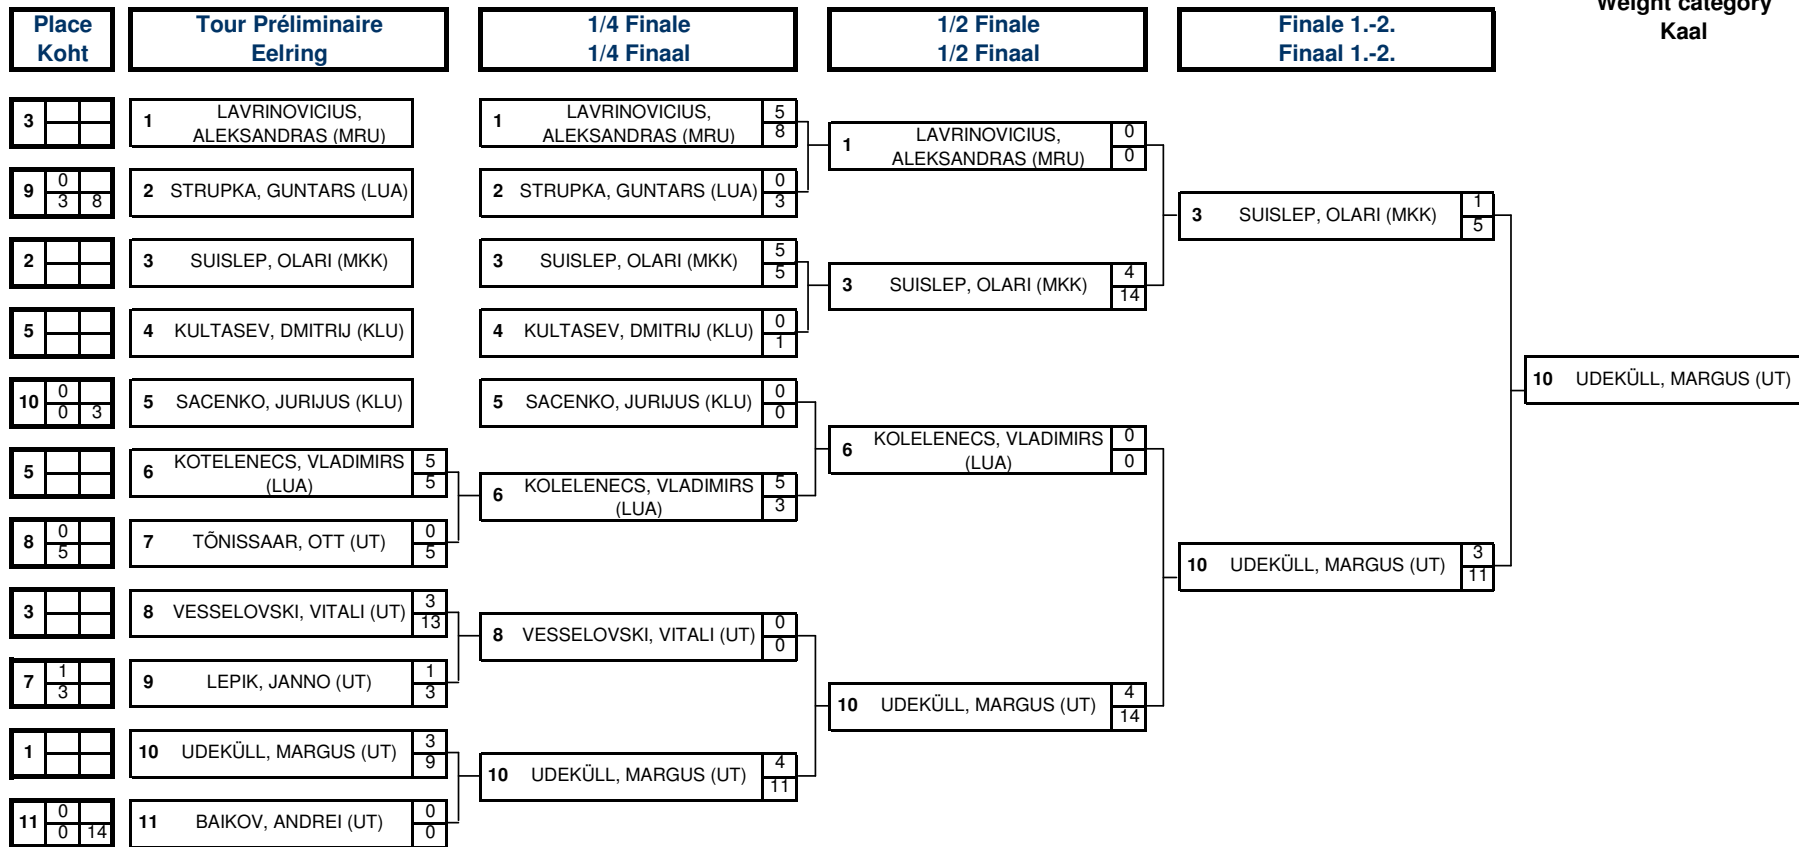 Weight category
Kaal
Place
Koht
Tour Préliminaire
Eelring
1/4 Finale
1/4 Finaal
1/2 Finale
1/2 Finaal
Finale 1.-2.
Finaal 1.-2.
3
1 LAVRINOVICIUS,
ALEKSANDRAS (MRU)
9 0
3 8
2 STRUPKA, GUNTARS (LUA)
2
3 SUISLEP, OLARI (MKK)
5
4 KULTASEV, DMITRIJ (KLU)
10 0
0 3
5 SACENKO, JURIJUS (KLU)
5
6 KOTELENECS, VLADIMIRS 5
(LUA) 5
8 0
5
7 TÕNISSAAR, OTT (UT) 0
5
3
8 VESSELOVSKI, VITALI (UT) 3
13
7 1
3
9 LEPIK, JANNO (UT) 1
3
1
10 UDEKÜLL, MARGUS (UT) 3
9
11 0
0 14
11 BAIKOV, ANDREI (UT) 0
0
1 LAVRINOVICIUS, 5
ALEKSANDRAS (MRU) 8
2 STRUPKA, GUNTARS (LUA) 0
3
3 SUISLEP, OLARI (MKK) 5
5
4 KULTASEV, DMITRIJ (KLU) 0
1
5 SACENKO, JURIJUS (KLU) 0
0
6 KOLELENECS, VLADIMIRS 5
(LUA) 3
8 VESSELOVSKI, VITALI (UT) 0
0
10 UDEKÜLL, MARGUS (UT) 4
11
1 LAVRINOVICIUS, 0
ALEKSANDRAS (MRU) 0
3 SUISLEP, OLARI (MKK) 4
14
6 KOLELENECS, VLADIMIRS 0
(LUA) 0
10 UDEKÜLL, MARGUS (UT) 4
14
3 SUISLEP, OLARI (MKK) 1
5
10 UDEKÜLL, MARGUS (UT) 3
11
10 UDEKÜLL, MARGUS (UT)